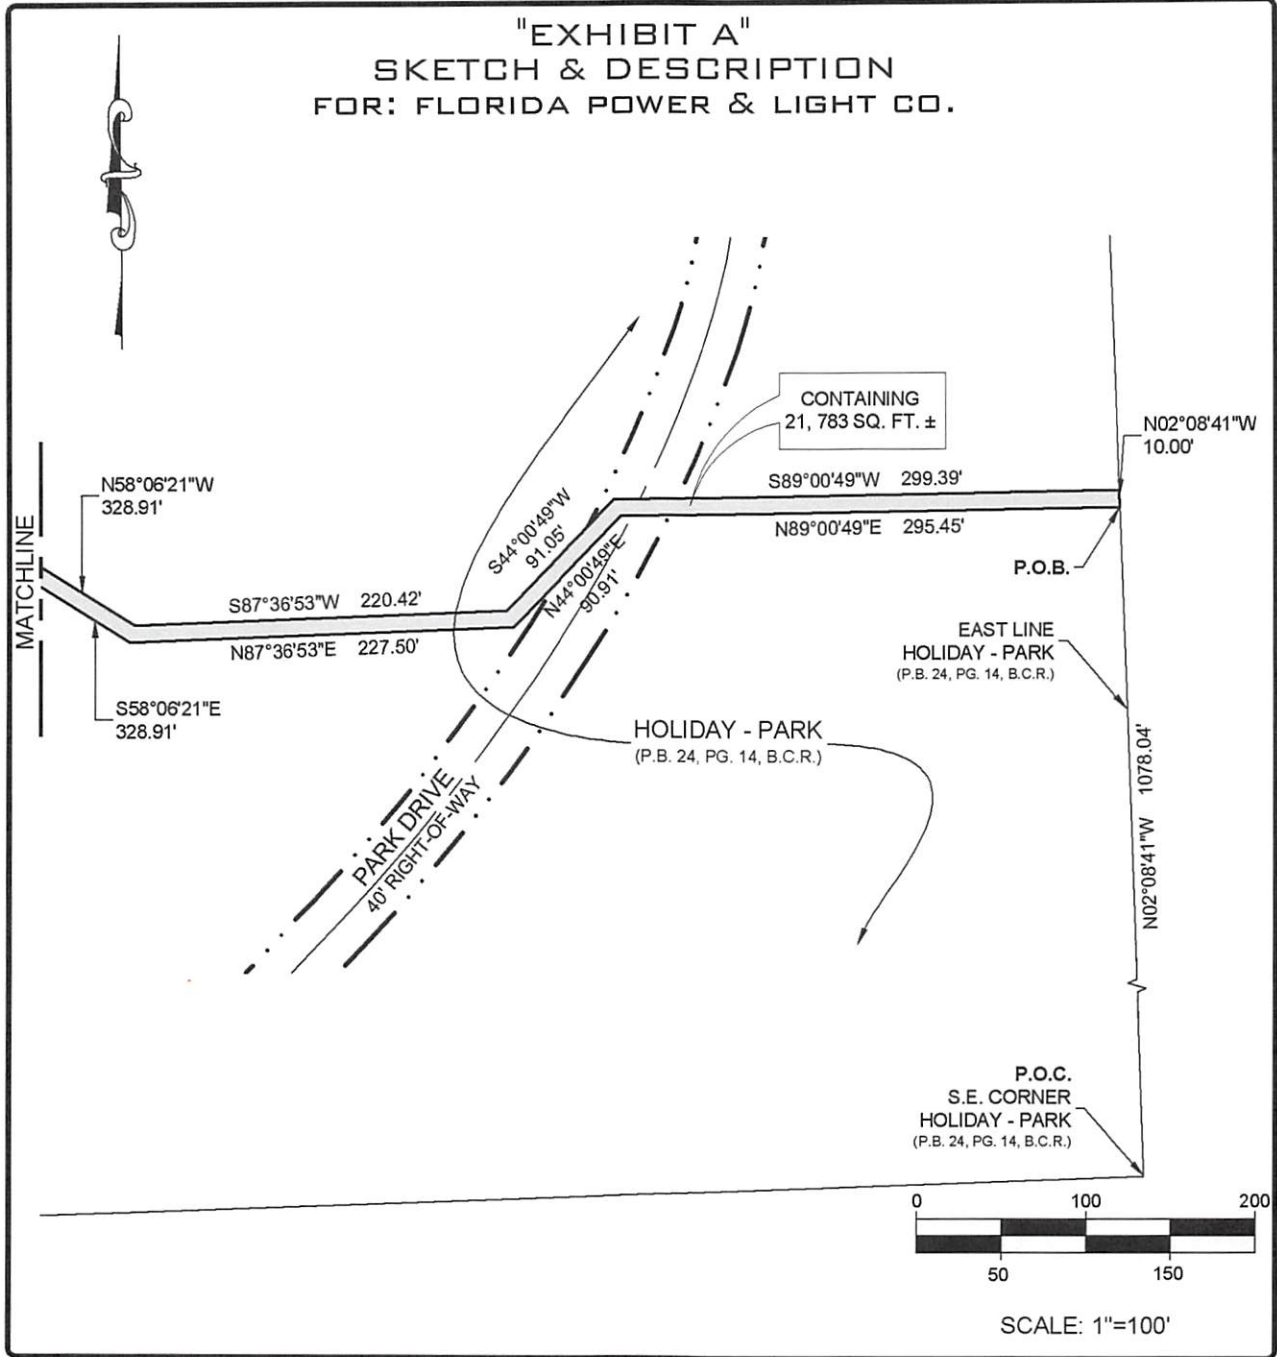 "EXHIBIT A"
SKETCH & DESCRIPTION
FOR: FLORIDA POWER & LIGHT CO.
CONTAINING
21, 783 SQ. FT. ±
N02°08'41"W
10.00'
S89°00'49"W 299.39'
N89°00'49"E 295.45'
P.O.B.
N58°06'21"W
328.91'
MATCHLINE
S44°00'49"W
91.05'
N44°00'49"E
90.91'
S87°36'53"W 220.42'
N87°36'53"E 227.50'
S58°06'21"E
328.91'
EAST LINE
HOLIDAY - PARK
(P.B. 24, PG. 14, B.C.R.)
HOLIDAY - PARK
(P.B. 24, PG. 14, B.C.R.)
PARK DRIVE
40' RIGHT-OF-WAY
N02°08'41"W 1078.04'
P.O.C.
S.E. CORNER
HOLIDAY - PARK
(P.B. 24, PG. 14, B.C.R.)
0 100 200
50 150
SCALE: 1"=100'